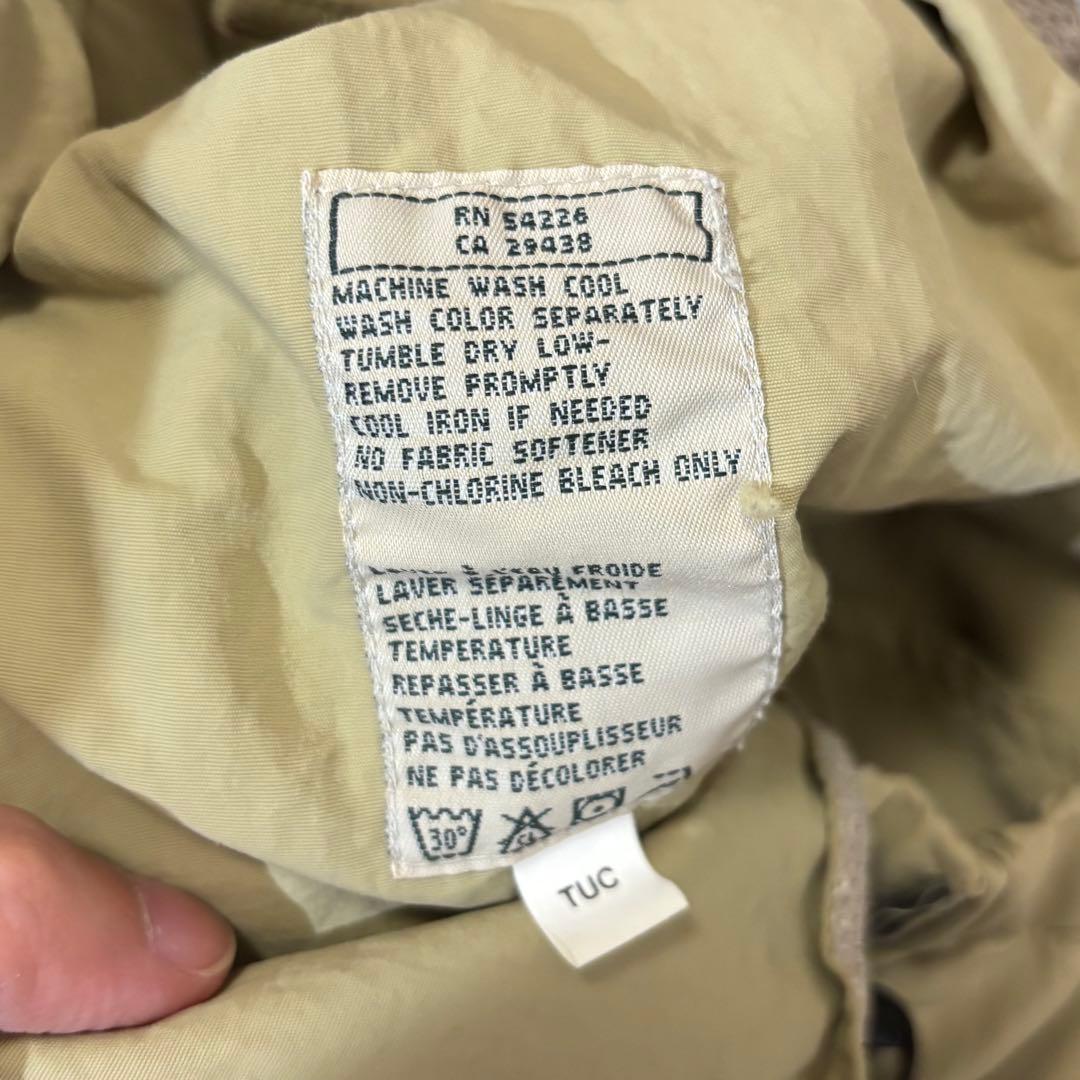 RN 54226
CA 29438
MACHINE WASH COOL
WASH COLOR SEPARATELY
TUMBLE DRY LOW-
REMOVE PROMPTLY
COOL IRON IF NEEDED
NO FABRIC SOFTENER
NON-CHLORINE BLEACH ONLY
FROIDE
LAVER SÉPARÉMENT
SECHE-LINGE À BASSE
TEMPERATURE
REPASSER À BASSE
TEMPÉRATURE
PAS D'ASSOUPLISSEUR
NE PAS DÉCOLORER
30°
TUC